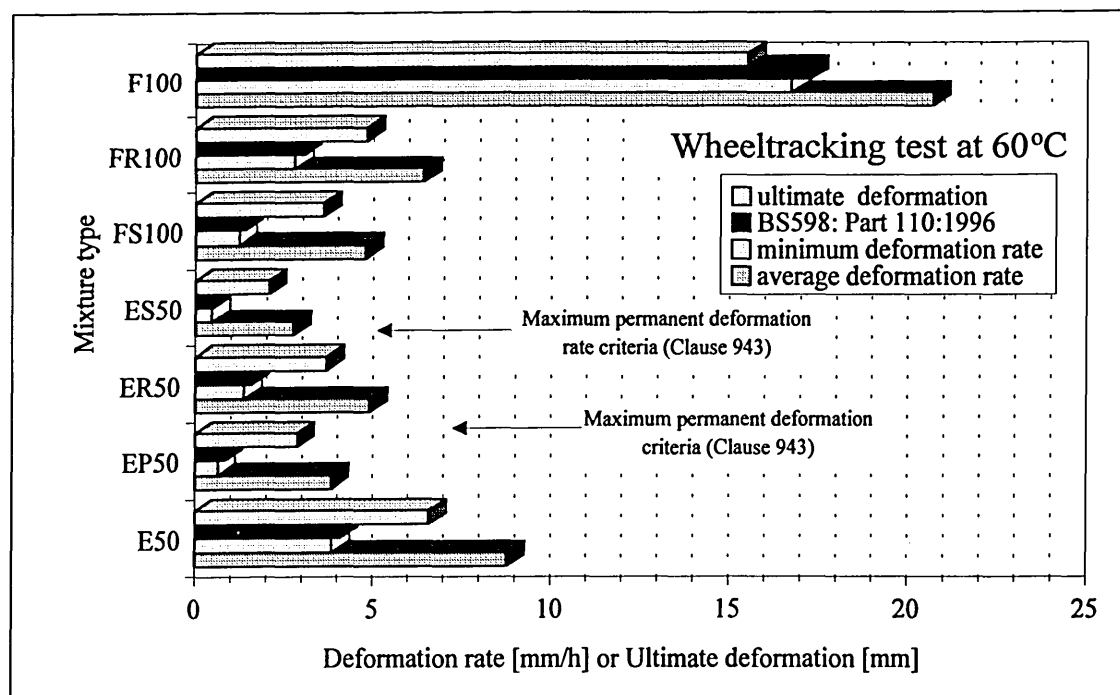 Wheeltracking test at 60°C
ultimate deformation
BS598: Part 110:1996
minimum deformation rate
average deformation rate
Mixture type
F100
FR100
FS100
ES50
ER50
EP50
E50
Maximum permanent deformation
rate criteria (Clause 943)
Maximum permanent deformation
criteria (Clause 943)
0 5 10 15 20 25
Deformation rate [mm/h] or Ultimate deformation [mm]